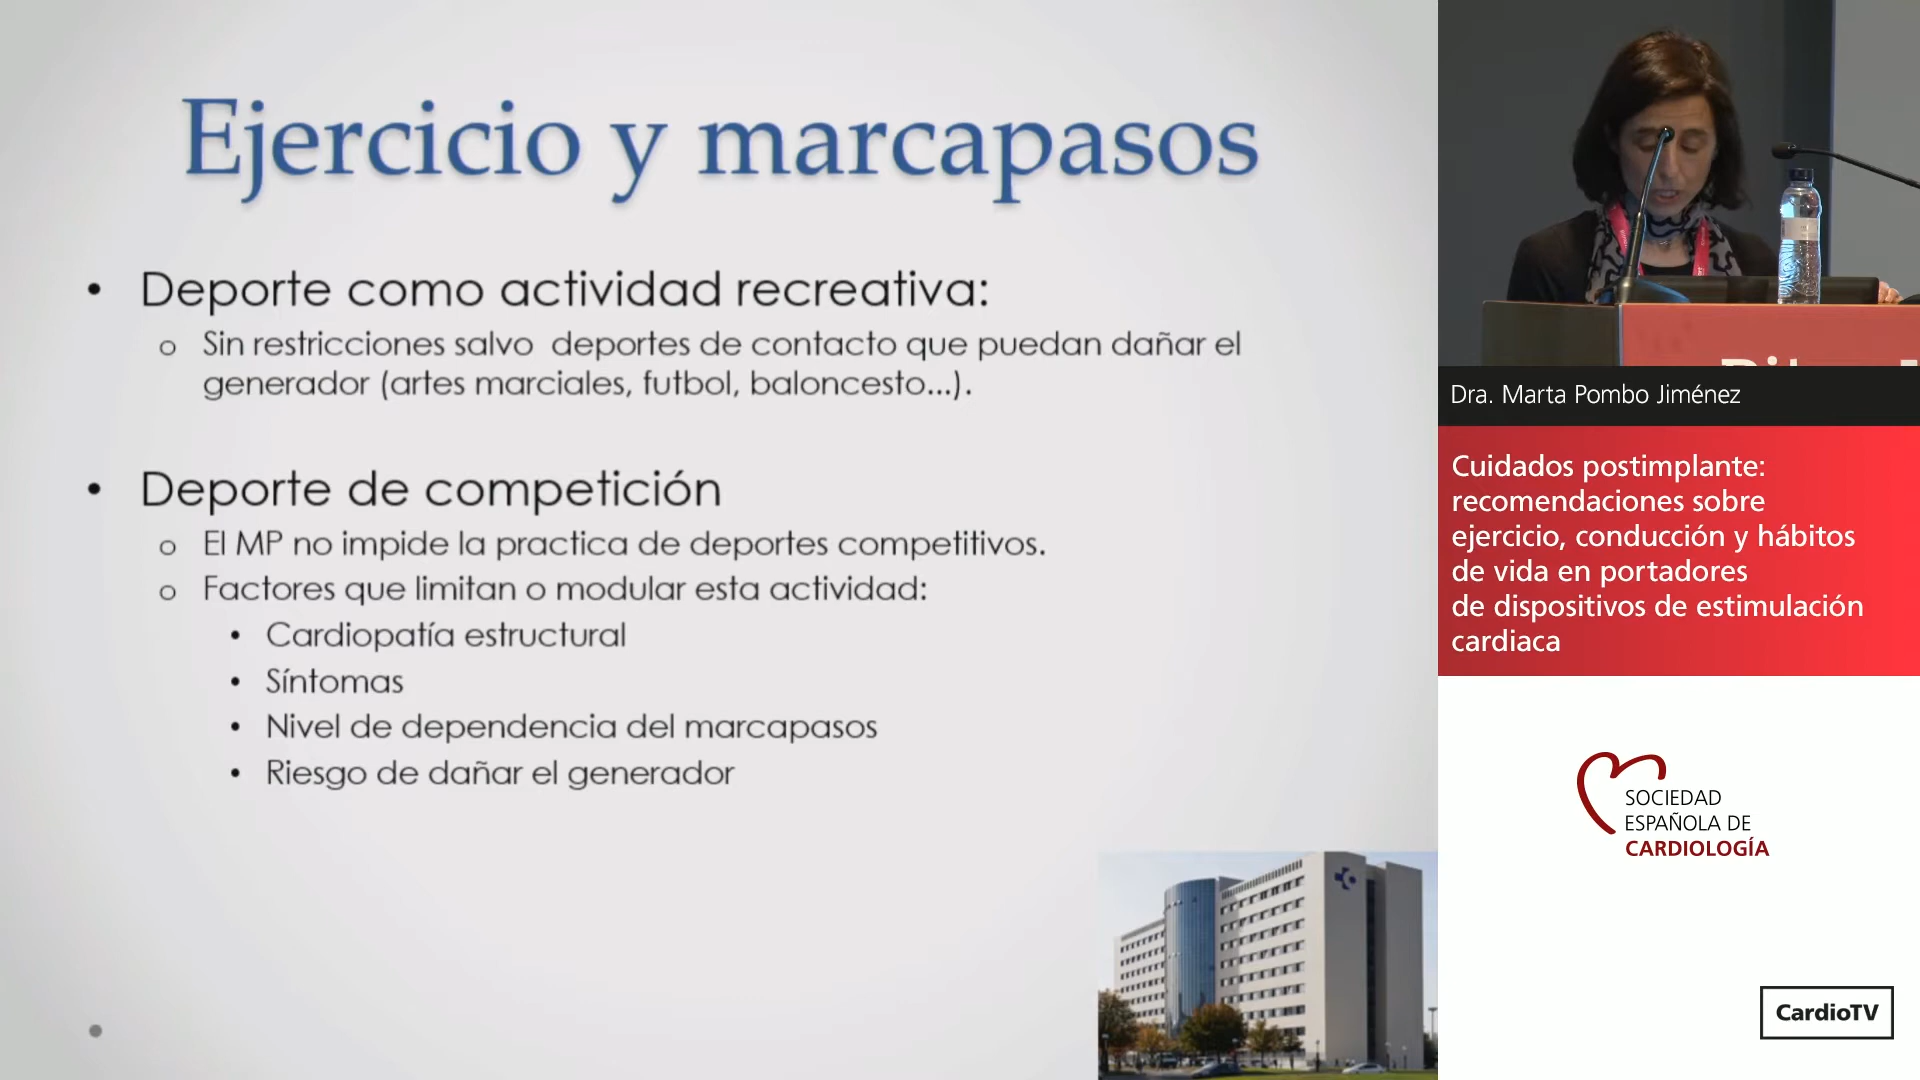 Ejercicio y marcapasos
• Deporte como actividad recreativa:
o Sin restricciones salvo deportes de contacto que puedan dañar el
generador (artes marciales, futbol, baloncesto...).
• Deporte de competición
o El MP no impide la practica de deportes competitivos.
o Factores que limitan o modular esta actividad:
• Cardiopatía estructural
• Síntomas
• Nivel de dependencia del marcapasos
• Riesgo de dañar el generador
Dra. Marta Pombo Jiménez
Cuidados postimplante:
recomendaciones sobre
ejercicio, conducción y hábitos
de vida en portadores
de dispositivos de estimulación
cardiaca
SOCIEDAD
ESPAÑOLA DE
CARDIOLOGÍA
CardioTV